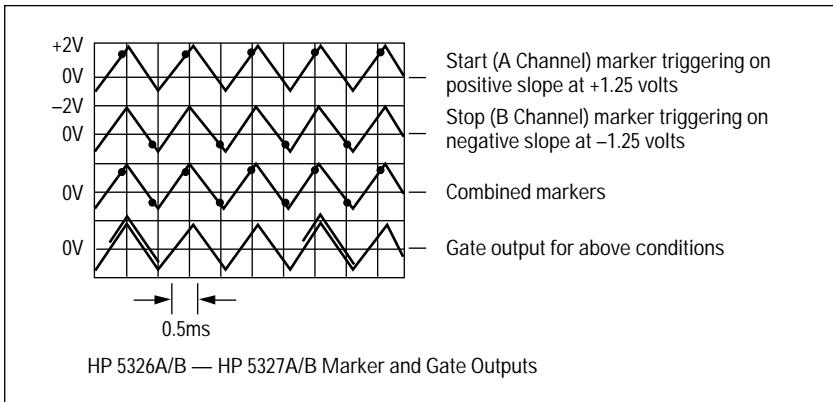 +2V
0V
Start (A Channel) marker triggering on
positive slope at +1.25 volts
–2V
0V
Stop (B Channel) marker triggering on
negative slope at –1.25 volts
0V
Combined markers
0V
Gate output for above conditions
0.5ms
HP 5326A/B — HP 5327A/B Marker and Gate Outputs